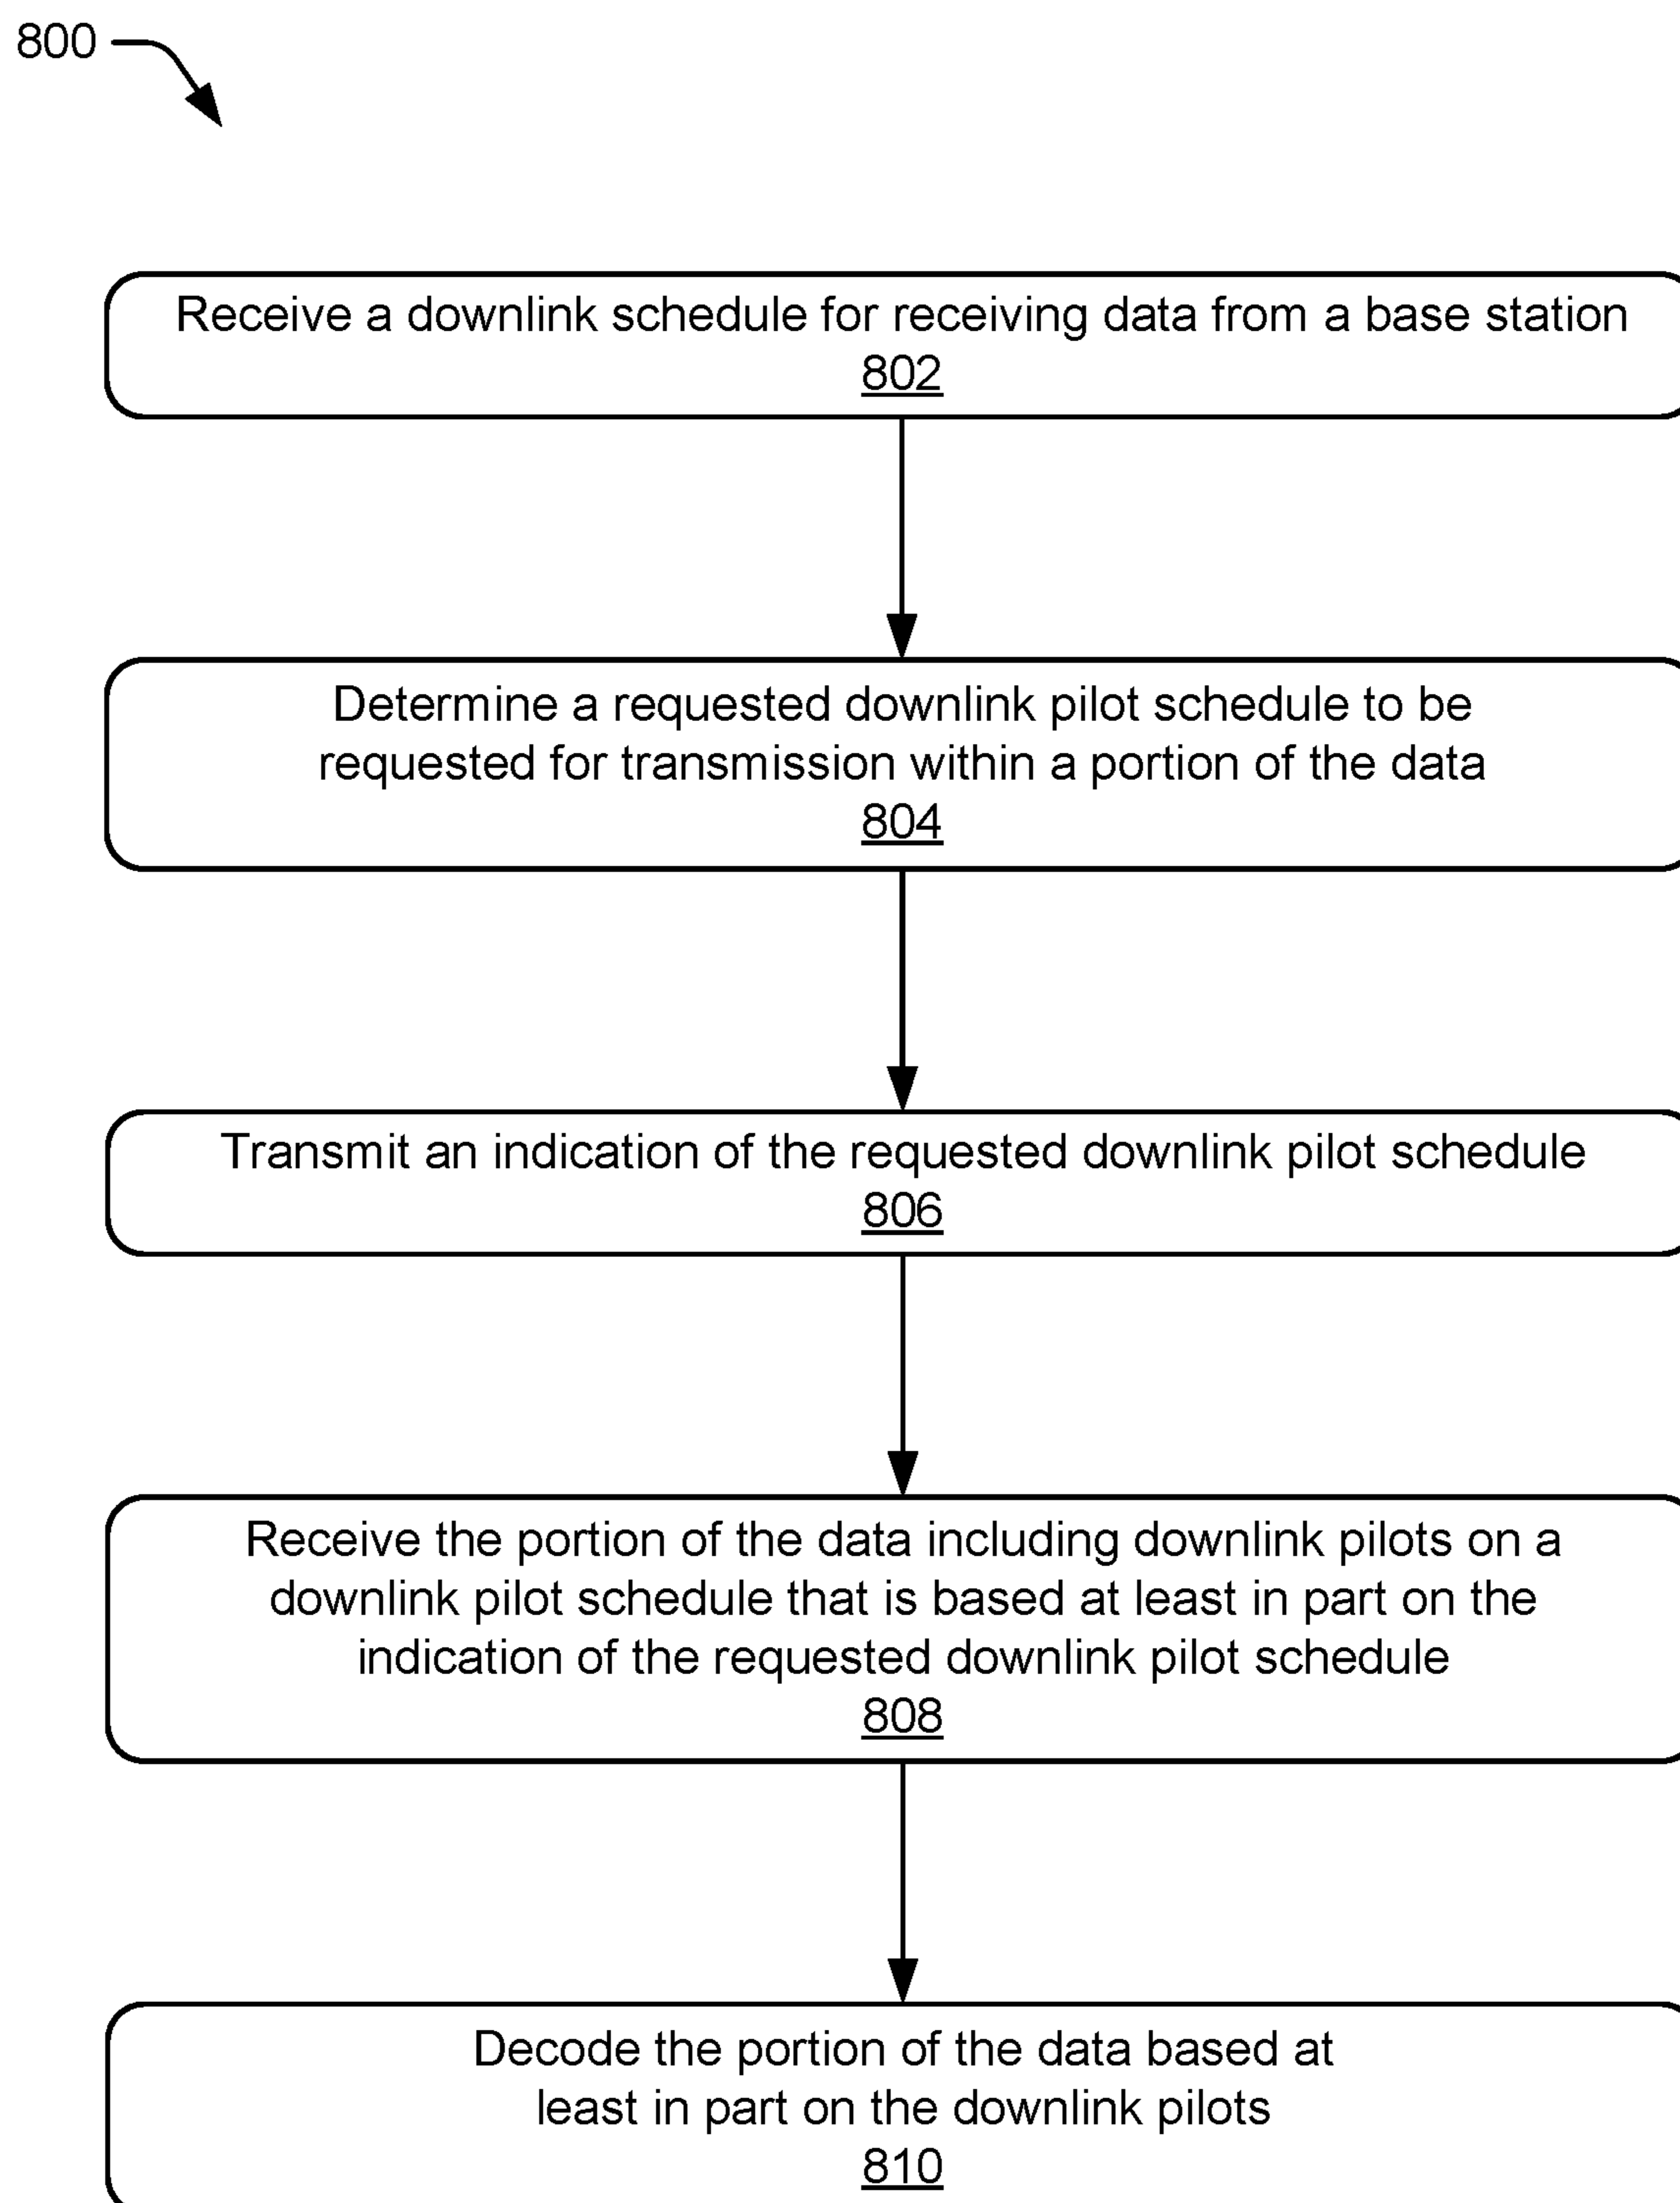 800
Receive a downlink schedule for receiving data from a base station
802
Determine a requested downlink pilot schedule to be
requested for transmission within a portion of the data
804
Transmit an indication of the requested downlink pilot schedule
806
Receive the portion of the data including downlink pilots on a
downlink pilot schedule that is based at least in part on the
indication of the requested downlink pilot schedule
808
Decode the portion of the data based at
least in part on the downlink pilots
810